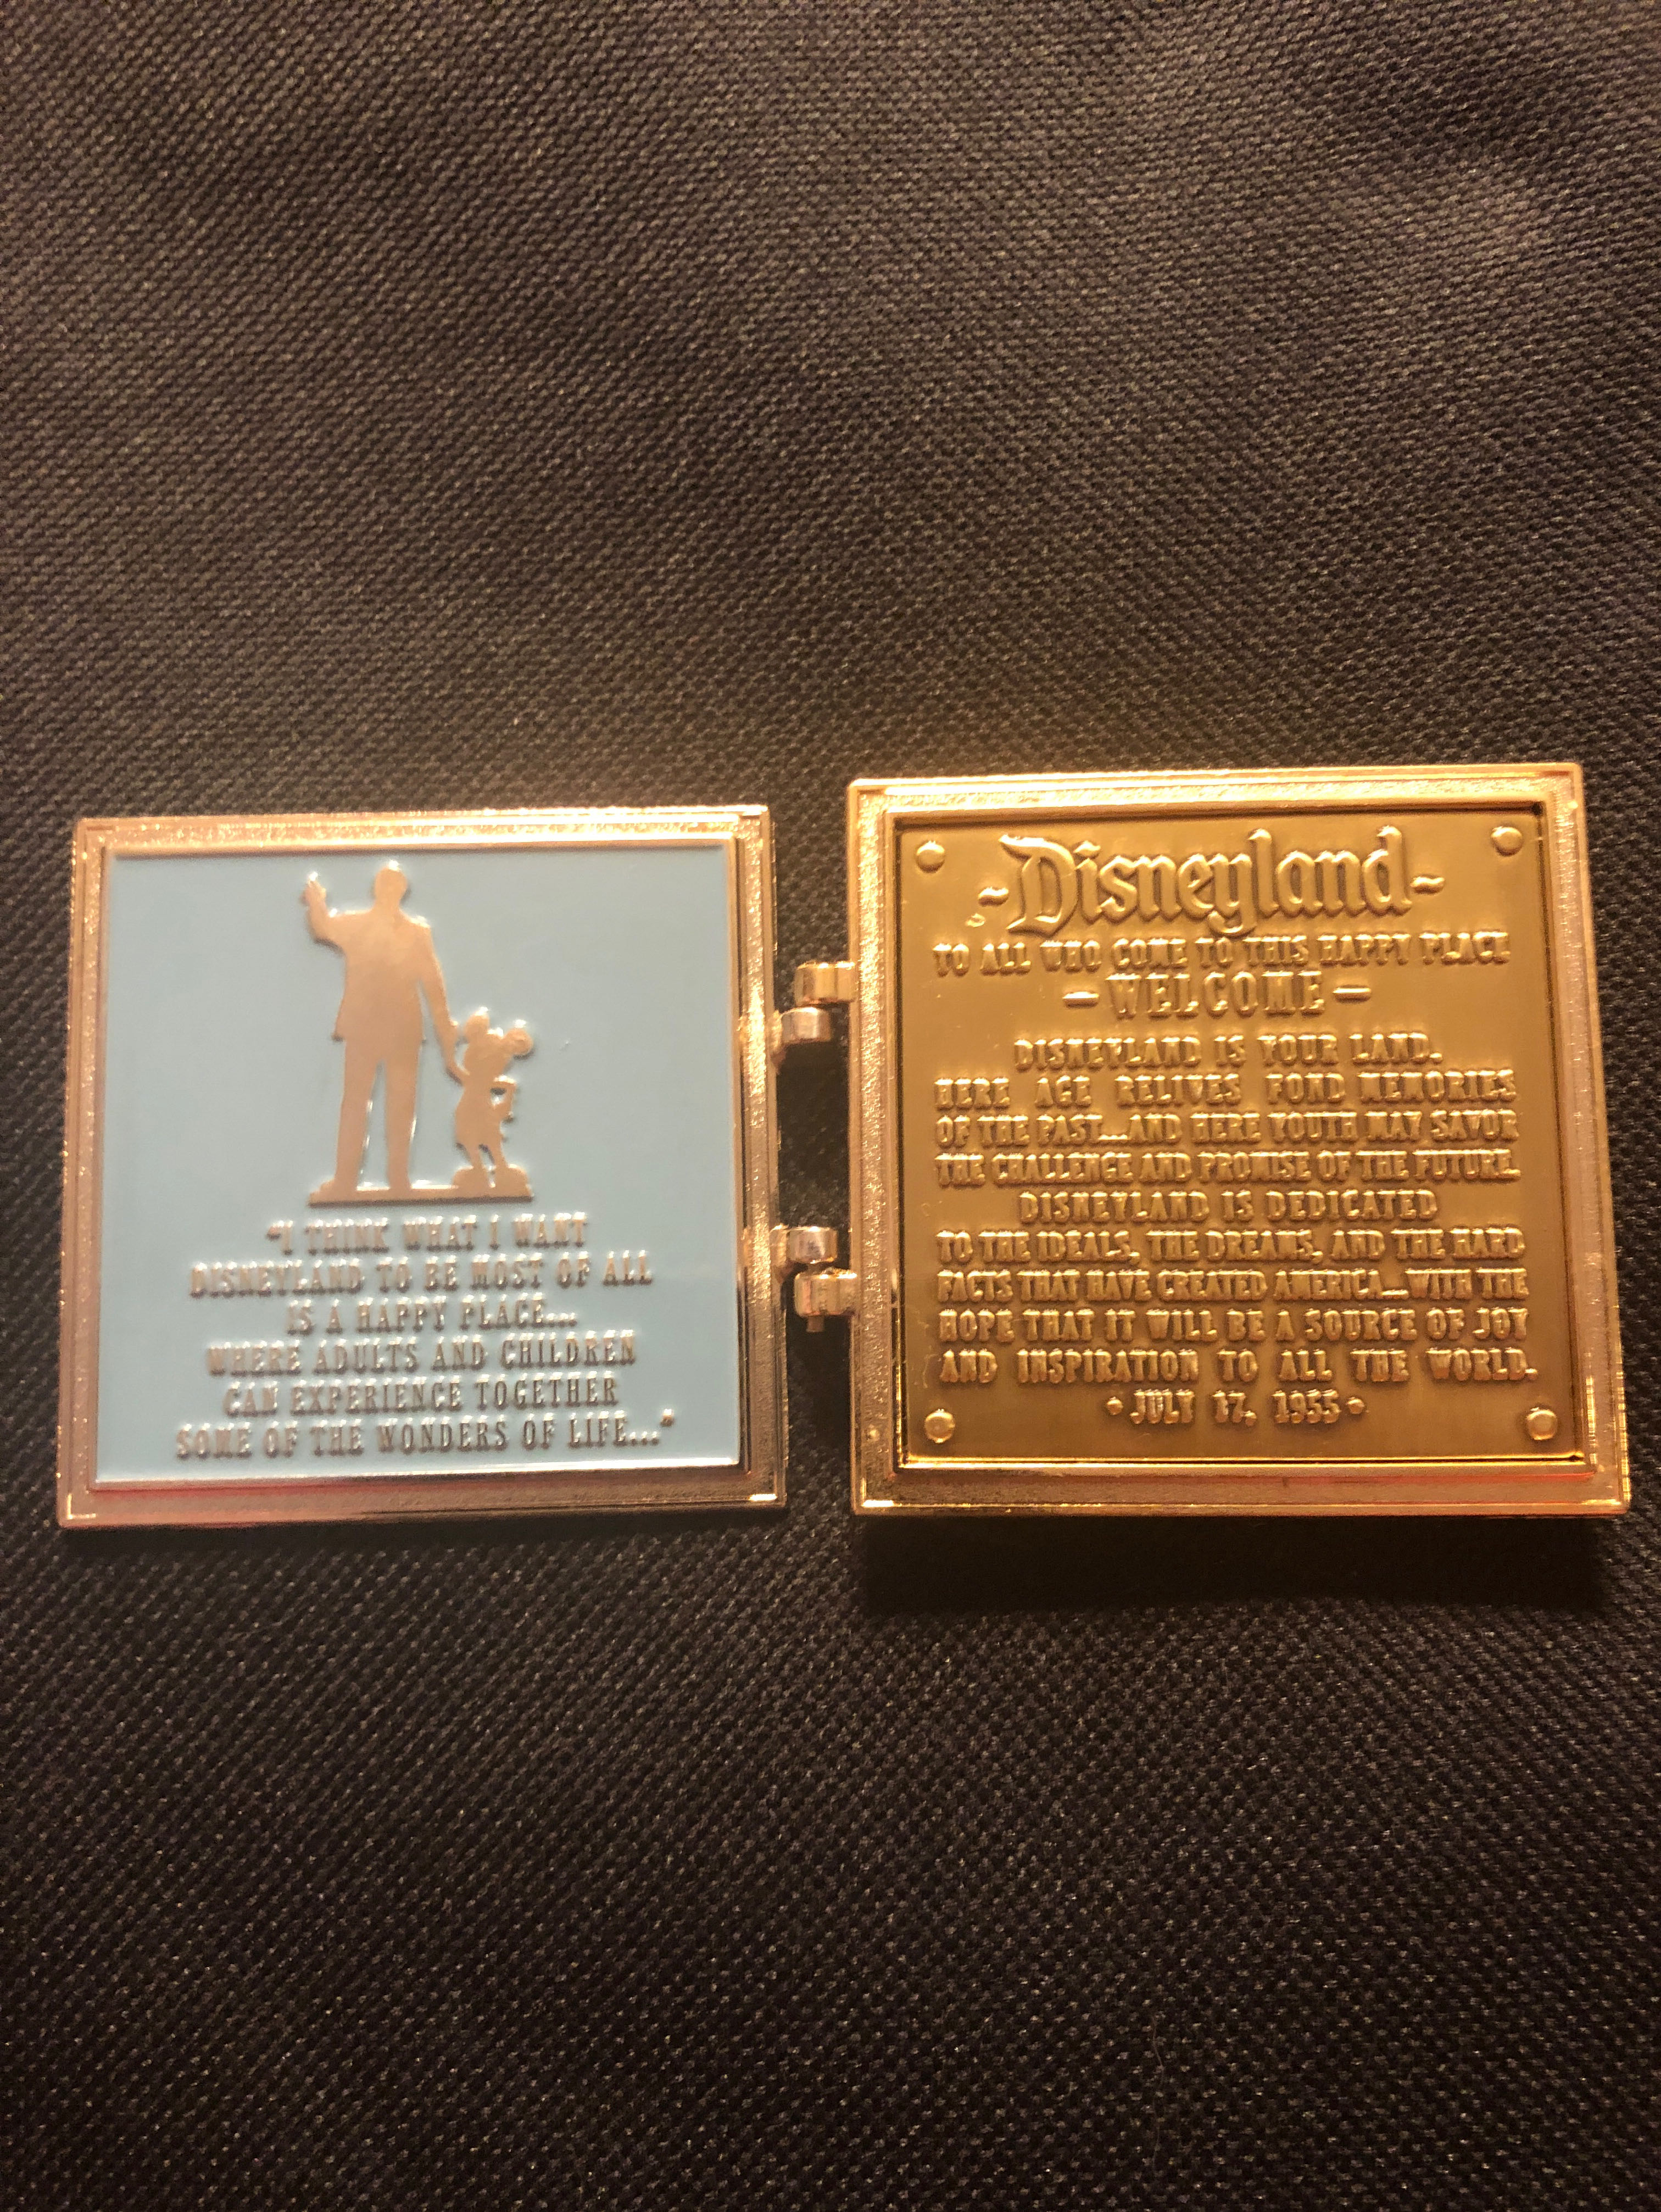 "I THINK WHAT I WANT
DISNEYLAND TO BE MOST OF ALL
IS A HAPPY PLACE...
WHERE ADULTS AND CHILDREN
CAN EXPERIENCE TOGETHER
SOME OF THE WONDERS OF LIFE..."
-Disneyland-
TO ALL WHO COME TO THIS HAPPY PLACE
- WELCOME -
DISNEYLAND IS YOUR LAND.
HERE AGE RELIVES FOND MEMORIES
OF THE PAST...AND HERE YOUTH MAY SAVOR
THE CHALLENGE AND PROMISE OF THE FUTURE.
DISNEYLAND IS DEDICATED
TO THE IDEALS, THE DREAMS, AND THE HARD
FACTS THAT HAVE CREATED AMERICA...WITH THE
HOPE THAT IT WILL BE A SOURCE OF JOY
AND INSPIRATION TO ALL THE WORLD.
• JULY 17, 1955 •